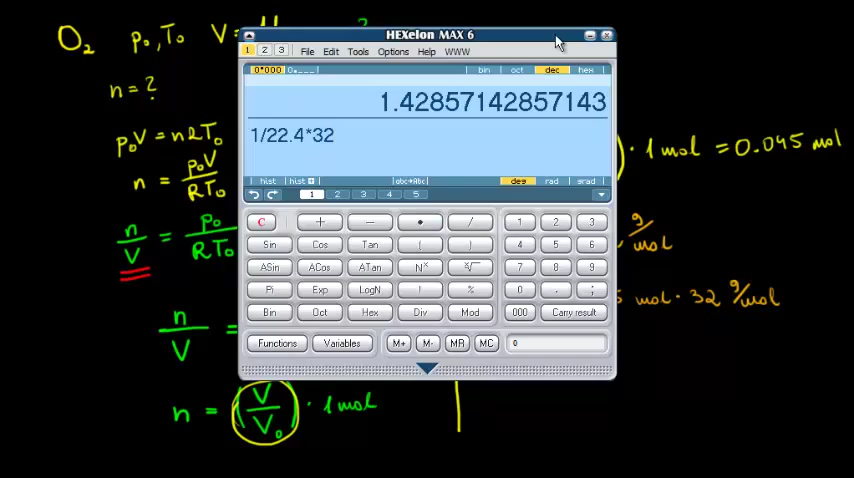 HEXelon MAX 6
1 2 3 File Edit Tools Options Help WWW
O₂ p₀, T₀ V =
0*000 0___ bin oct dec hex
1.42857142857143
n = ?
1/22.4*32
p₀V = nRT₀
n = p₀V / RT₀
· 1 mol = 0.045 mol
hist hist abc→Abc deg rad grad
1 2 3 4 5
n / V = p₀ / RT₀
g/mol
C + − • / 1 2 3
Sin Cos Tan ( ) 4 5 6
ASin ACos ATan N^x ˣ√ 7 8 9
Pi Exp LogN ! % 0 . ;
Bin Oct Hex Div Mod 000 Carry result
mol · 32 g/mol
n / V =
Functions Variables M+ M- MR MC 0
n = (V / V₀) · 1 mol